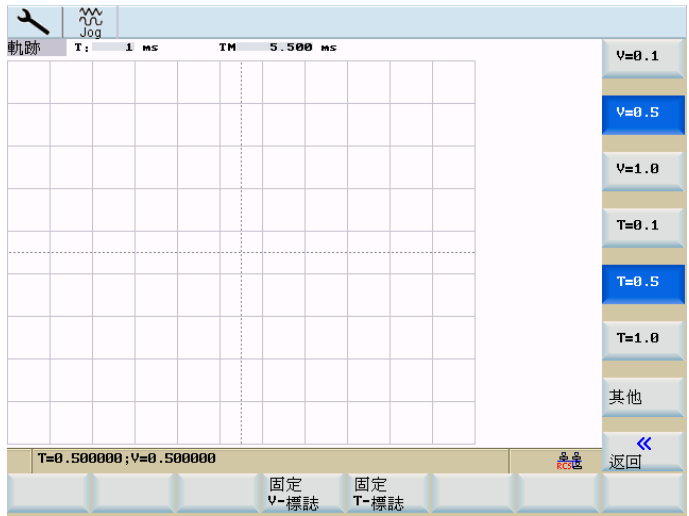 Jog
軌跡 T: 1 ms TM 5.500 ms
V=0.1
V=0.5
V=1.0
T=0.1
T=0.5
T=1.0
其他
«
返回
T=0.500000;V=0.500000
RCS
固定
V-標誌
固定
T-標誌